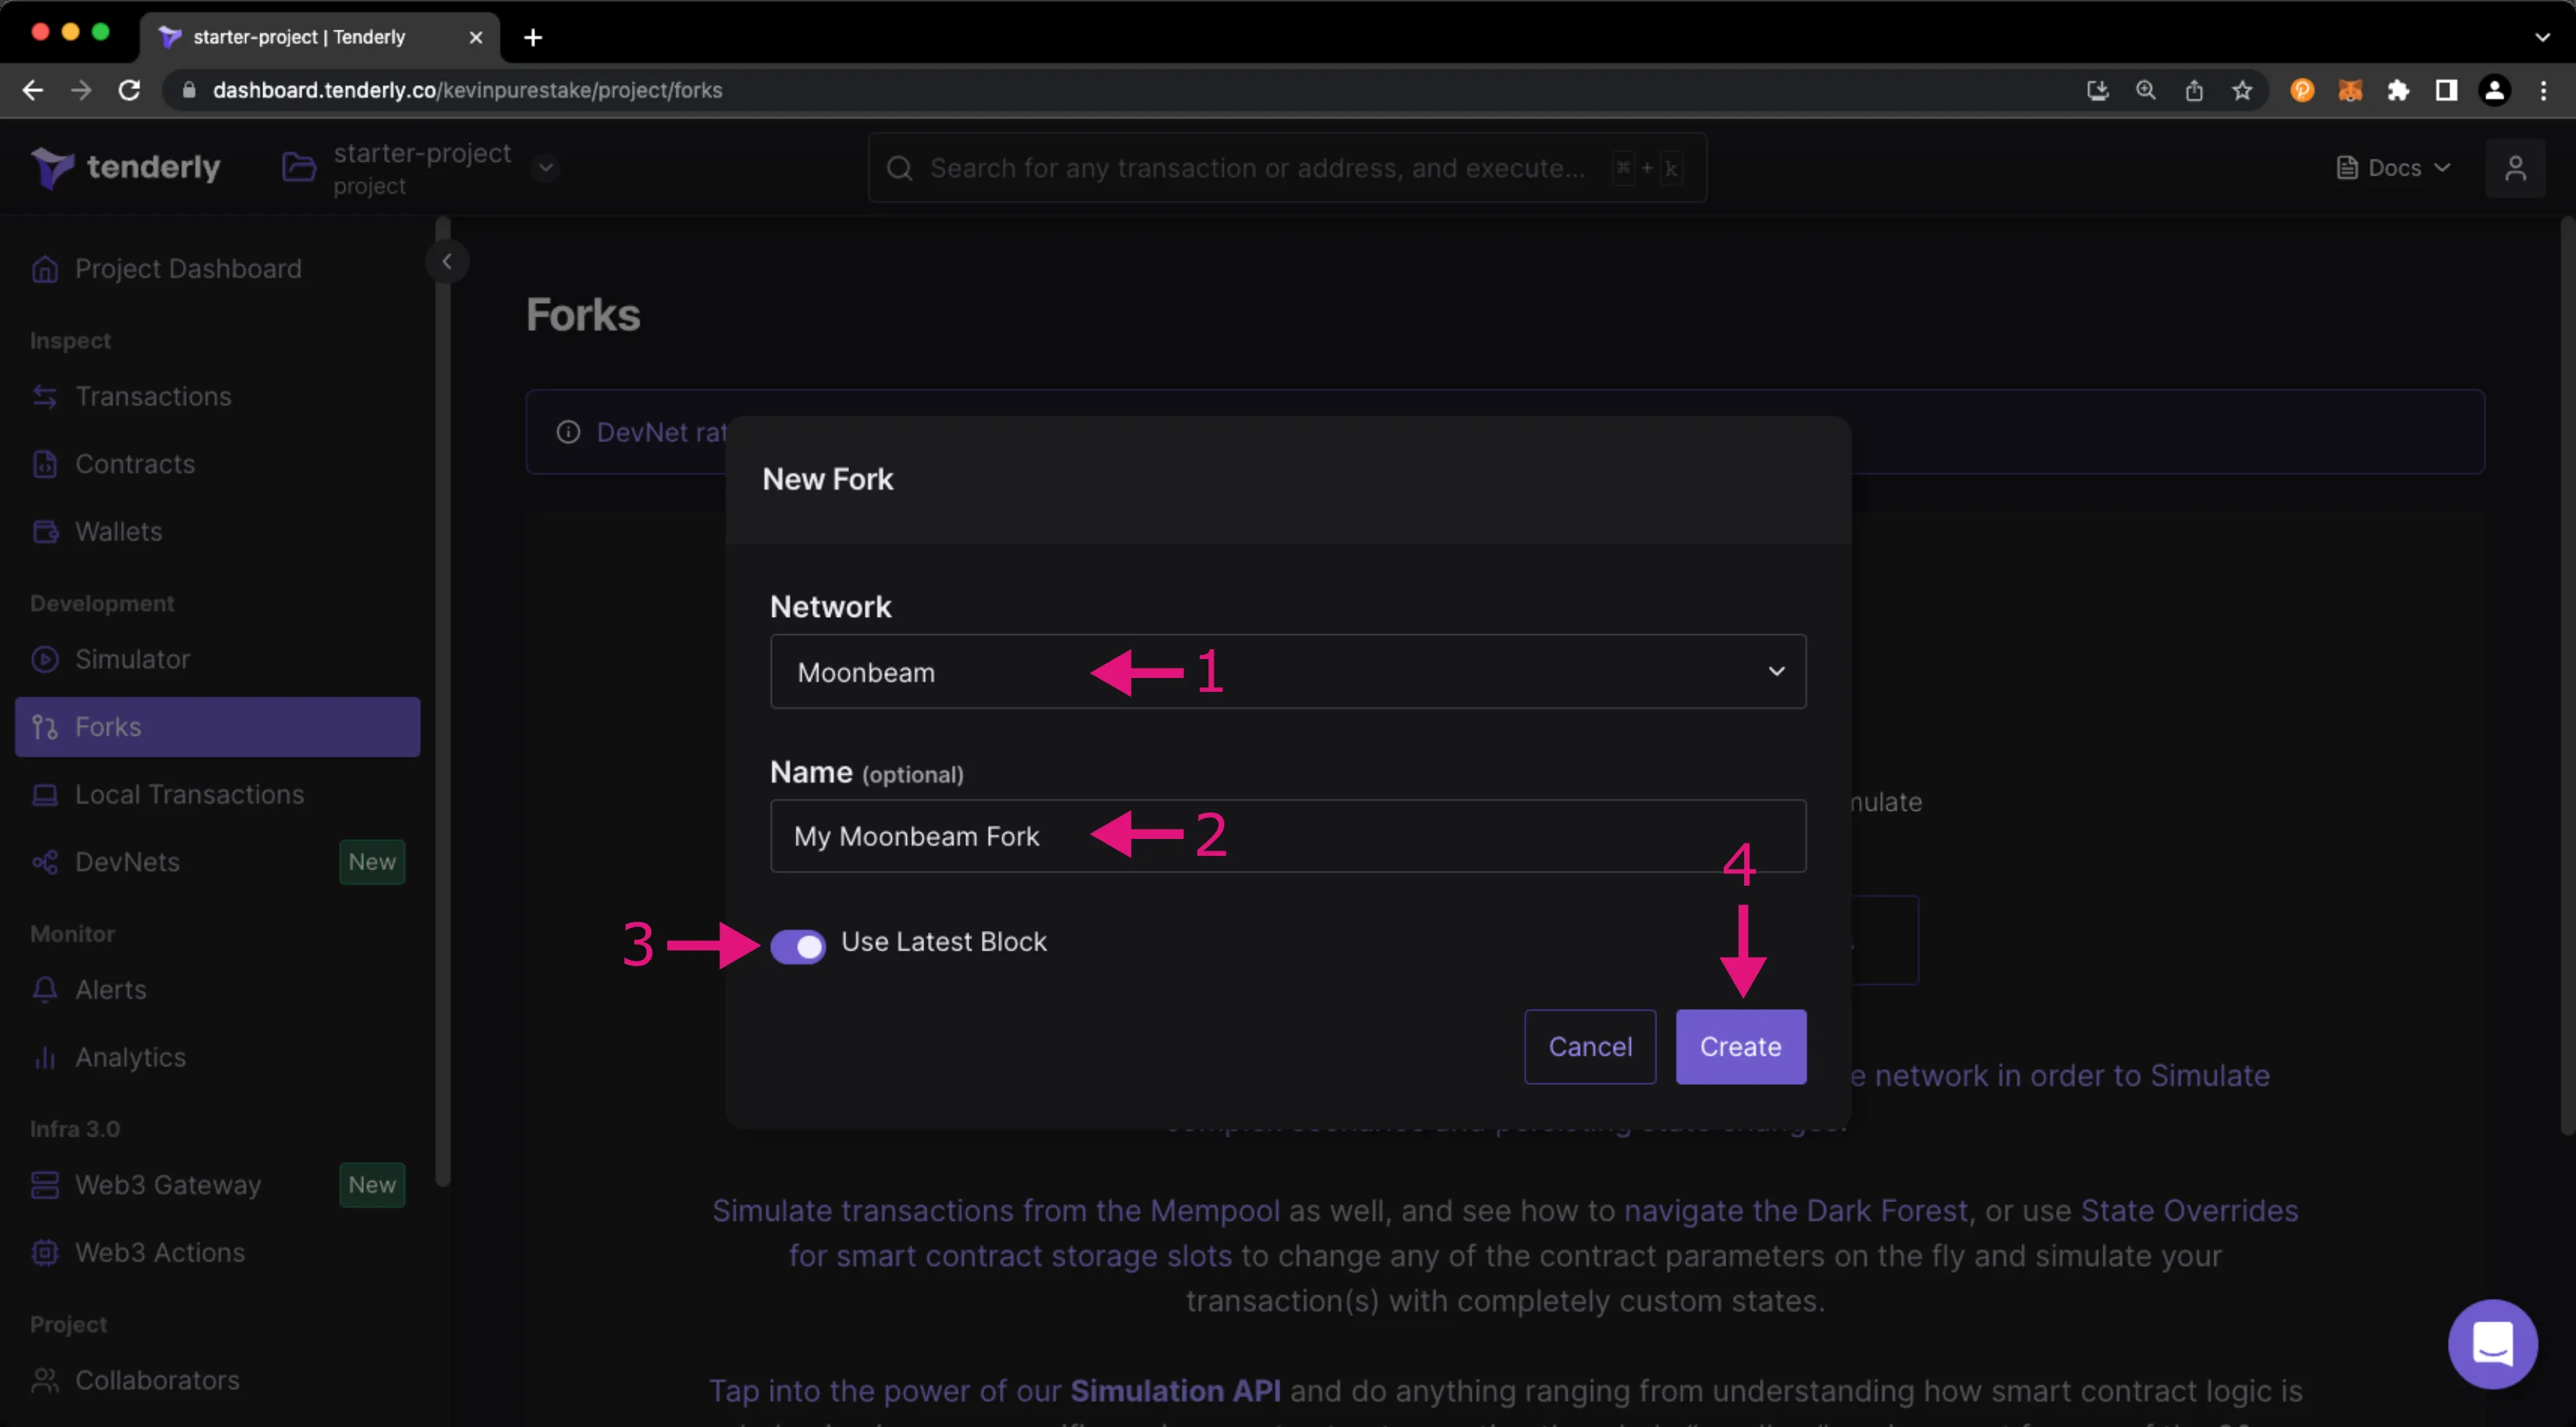 starter-project | Tenderly
dashboard.tenderly.co/kevinpurestake/project/forks
tenderly
starter-project
project
Search for any transaction or address, and execute... ⌘ + k
Docs
Project Dashboard
Inspect
Transactions
Contracts
Wallets
Development
Simulator
Forks
Local Transactions
DevNets New
Monitor
Alerts
Analytics
Infra 3.0
Web3 Gateway New
Web3 Actions
Project
Collaborators
Forks
DevNet
New Fork
Network
Moonbeam 1
Name (optional)
My Moonbeam Fork 2
3 Use Latest Block
4
Cancel Create
network in order to Simulate
Simulate transactions from the Mempool as well, and see how to navigate the Dark Forest, or use State Overrides
for smart contract storage slots to change any of the contract parameters on the fly and simulate your
transaction(s) with completely custom states.
Tap into the power of our Simulation API and do anything ranging from understanding how smart contract logic is